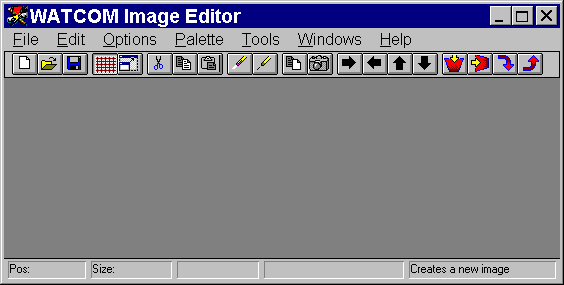 WATCOM Image Editor
File Edit Options Palette Tools Windows Help
Pos: Size: Creates a new image